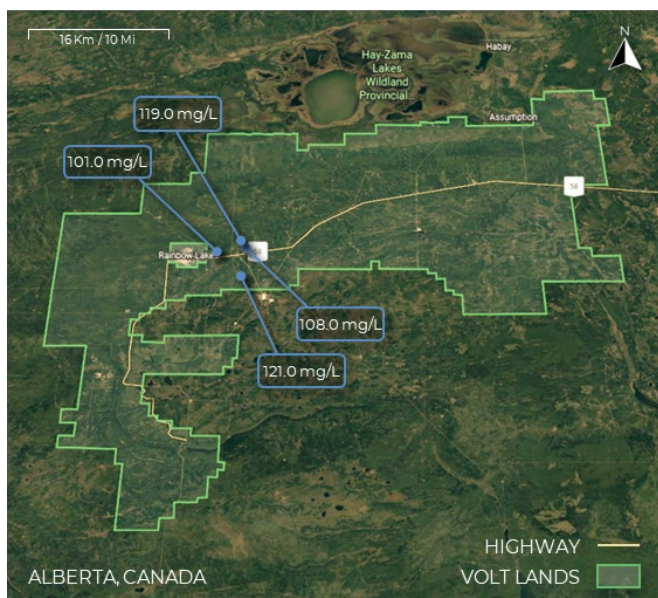 16 Km / 10 Mi
N
Habay
Hay-Zama
Lakes
Wildland
Provincial...
119.0 mg/L
Assumption
101.0 mg/L
58
Rainbow Lake
108.0 mg/L
121.0 mg/L
HIGHWAY
ALBERTA, CANADA
VOLT LANDS